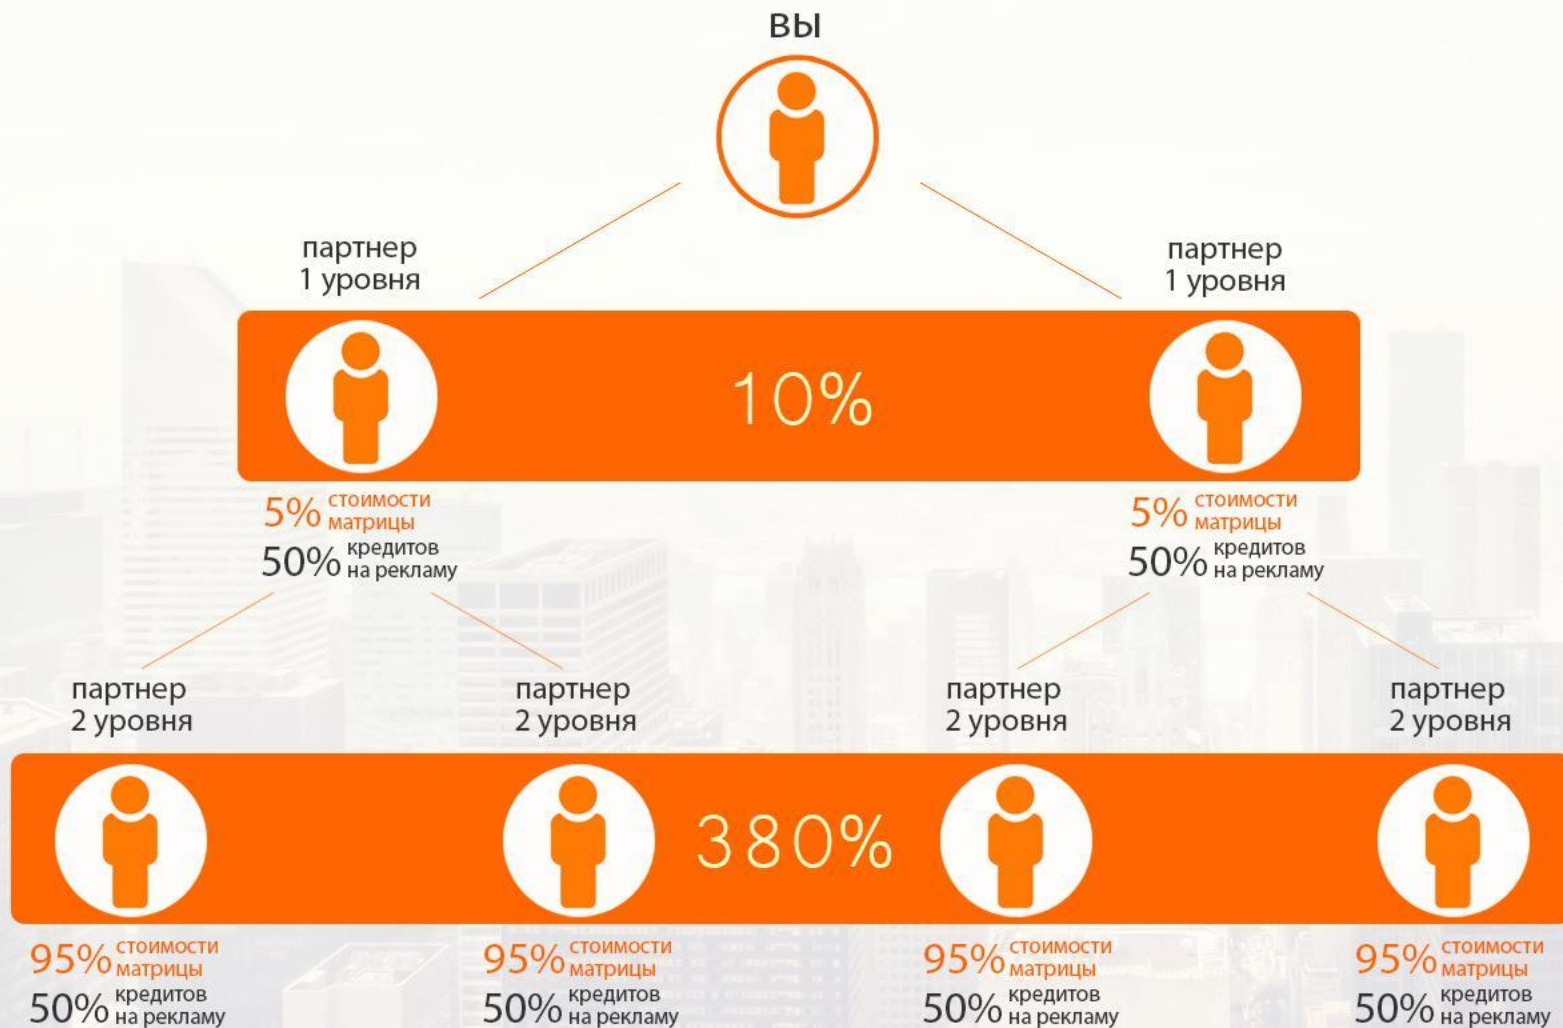 ВЫ
партнер
1 уровня
партнер
1 уровня
10%
5% стоимости
матрицы
50% кредитов
на рекламу
5% стоимости
матрицы
50% кредитов
на рекламу
партнер
2 уровня
партнер
2 уровня
партнер
2 уровня
партнер
2 уровня
380%
95% стоимости
матрицы
50% кредитов
на рекламу
95% стоимости
матрицы
50% кредитов
на рекламу
95% стоимости
матрицы
50% кредитов
на рекламу
95% стоимости
матрицы
50% кредитов
на рекламу